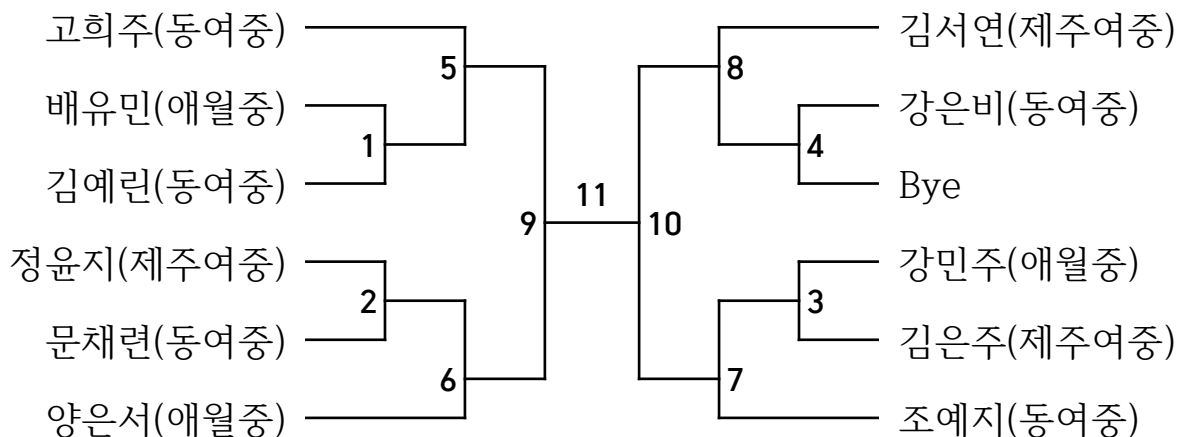 고희주(동여중)
5
배유민(애월중)
1
김예린(동여중)
9
정윤지(제주여중)
2
문채련(동여중)
6
양은서(애월중)
11
김서연(제주여중)
8
강은비(동여중)
4
Bye
10
강민주(애월중)
3
김은주(제주여중)
7
조예지(동여중)